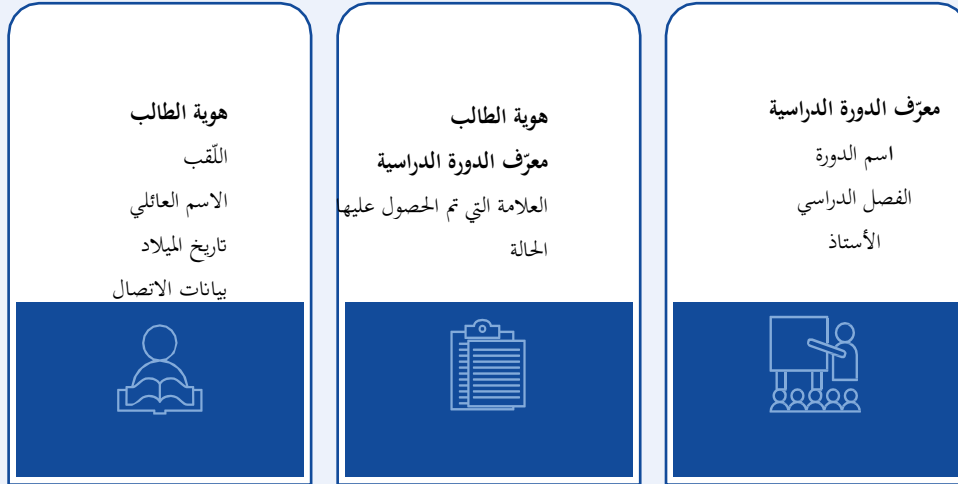 معرّف الدورة الدراسية
اسم الدورة
الفصل الدراسي
الأستاذ
هوية الطالب
معرّف الدورة الدراسية
العلامة التي تم الحصول عليها
الحالة
هوية الطالب
اللّقب
الاسم العائلي
تاريخ الميلاد
بيانات الاتصال